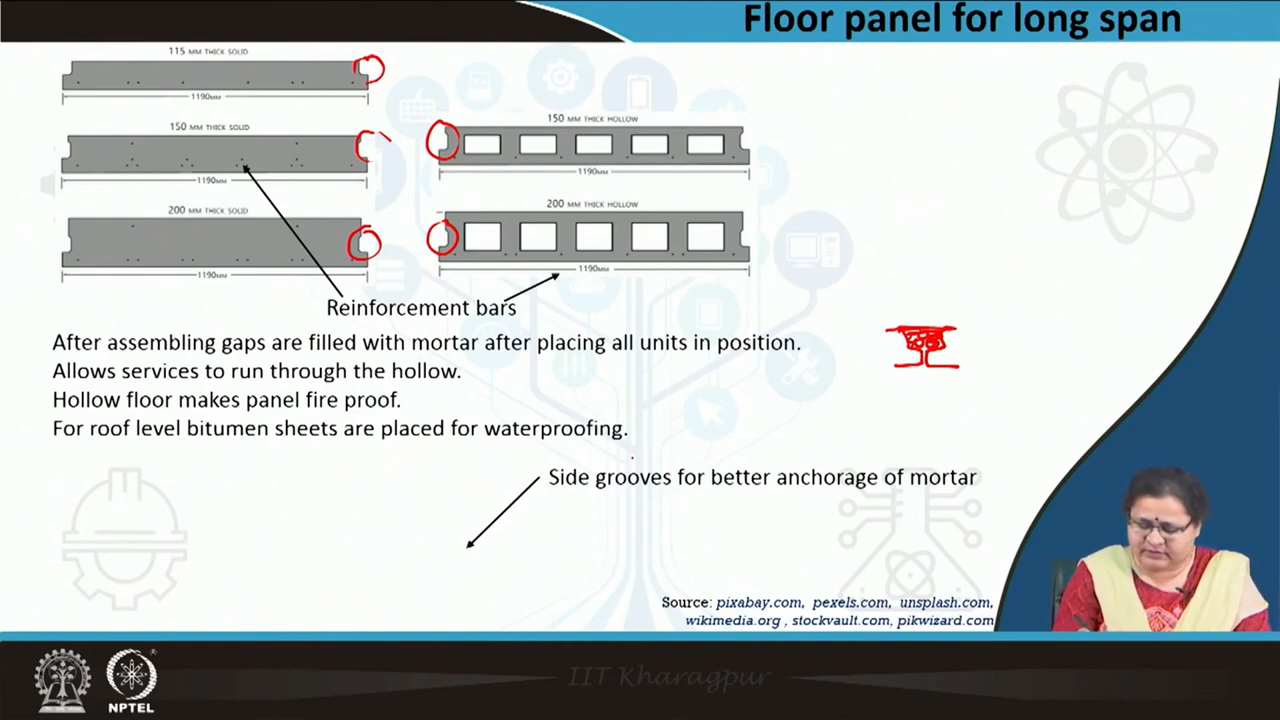 Floor panel for long span
115 MM THICK SOLID
1190MM
150 MM THICK SOLID
1190MM
200 MM THICK SOLID
1190MM
150 MM THICK HOLLOW
1190MM
200 MM THICK HOLLOW
1190MM
Reinforcement bars
After assembling gaps are filled with mortar after placing all units in position.
Allows services to run through the hollow.
Hollow floor makes panel fire proof.
For roof level bitumen sheets are placed for waterproofing.
Side grooves for better anchorage of mortar
Source: pixabay.com, pexels.com, unsplash.com,
wikimedia.org , stockvault.com, pikwizard.com
IIT Kharagpur
NPTEL